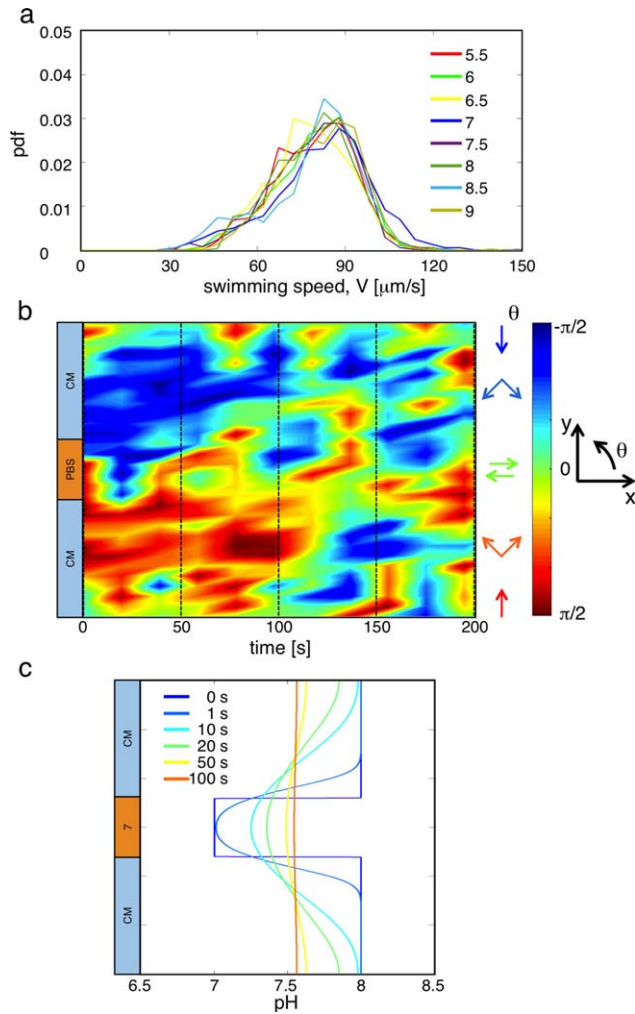 a
0.05
0.04
0.03
0.02
0.01
0
pdf
5.5
6
6.5
7
7.5
8
8.5
9
0 30 60 90 120 150
swimming speed, V [μm/s]
b
CM
PBS
CM
0 50 100 150 200
time [s]
θ
-π/2
0
π/2
y
θ
x
c
CM
7
CM
0 s
1 s
10 s
20 s
50 s
100 s
6.5 7 7.5 8 8.5
pH